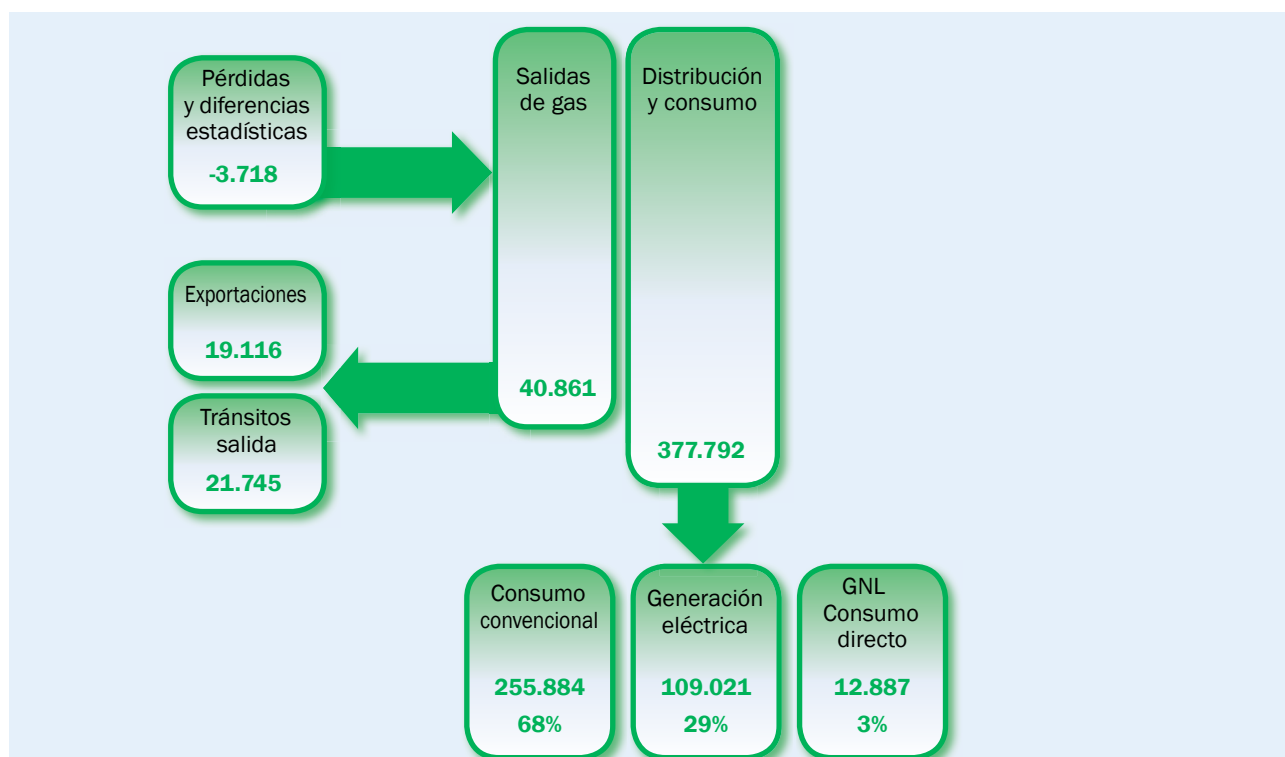 Pérdidas
y diferencias
estadísticas
-3.718
Salidas
de gas
40.861
Distribución
y consumo
377.792
Exportaciones
19.116
Tránsitos
salida
21.745
Consumo
convencional
255.884
68%
Generación
eléctrica
109.021
29%
GNL
Consumo
directo
12.887
3%